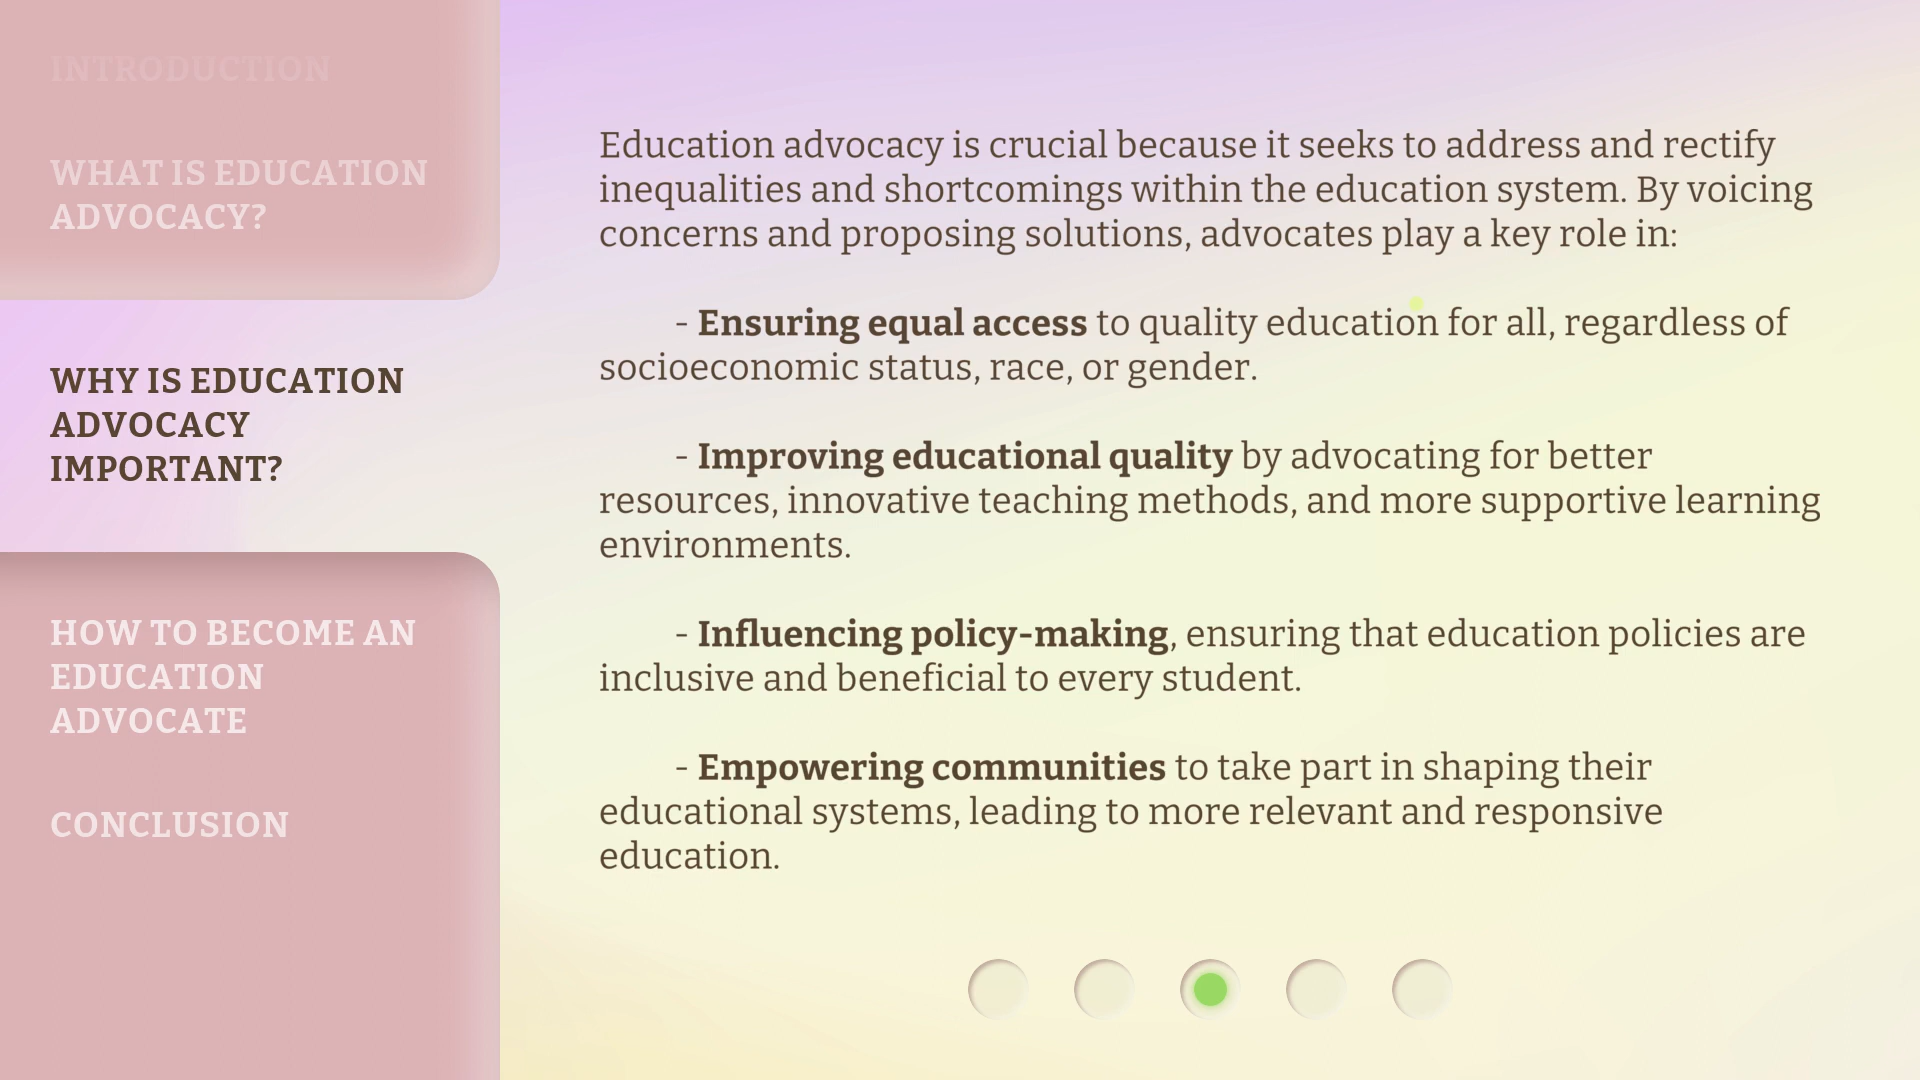 INTRODUCTION
WHAT IS EDUCATION
ADVOCACY?
WHY IS EDUCATION
ADVOCACY
IMPORTANT?
HOW TO BECOME AN
EDUCATION
ADVOCATE
CONCLUSION
Education advocacy is crucial because it seeks to address and rectify
inequalities and shortcomings within the education system. By voicing
concerns and proposing solutions, advocates play a key role in:
- Ensuring equal access to quality education for all, regardless of
socioeconomic status, race, or gender.
- Improving educational quality by advocating for better
resources, innovative teaching methods, and more supportive learning
environments.
- Influencing policy-making, ensuring that education policies are
inclusive and beneficial to every student.
- Empowering communities to take part in shaping their
educational systems, leading to more relevant and responsive
education.